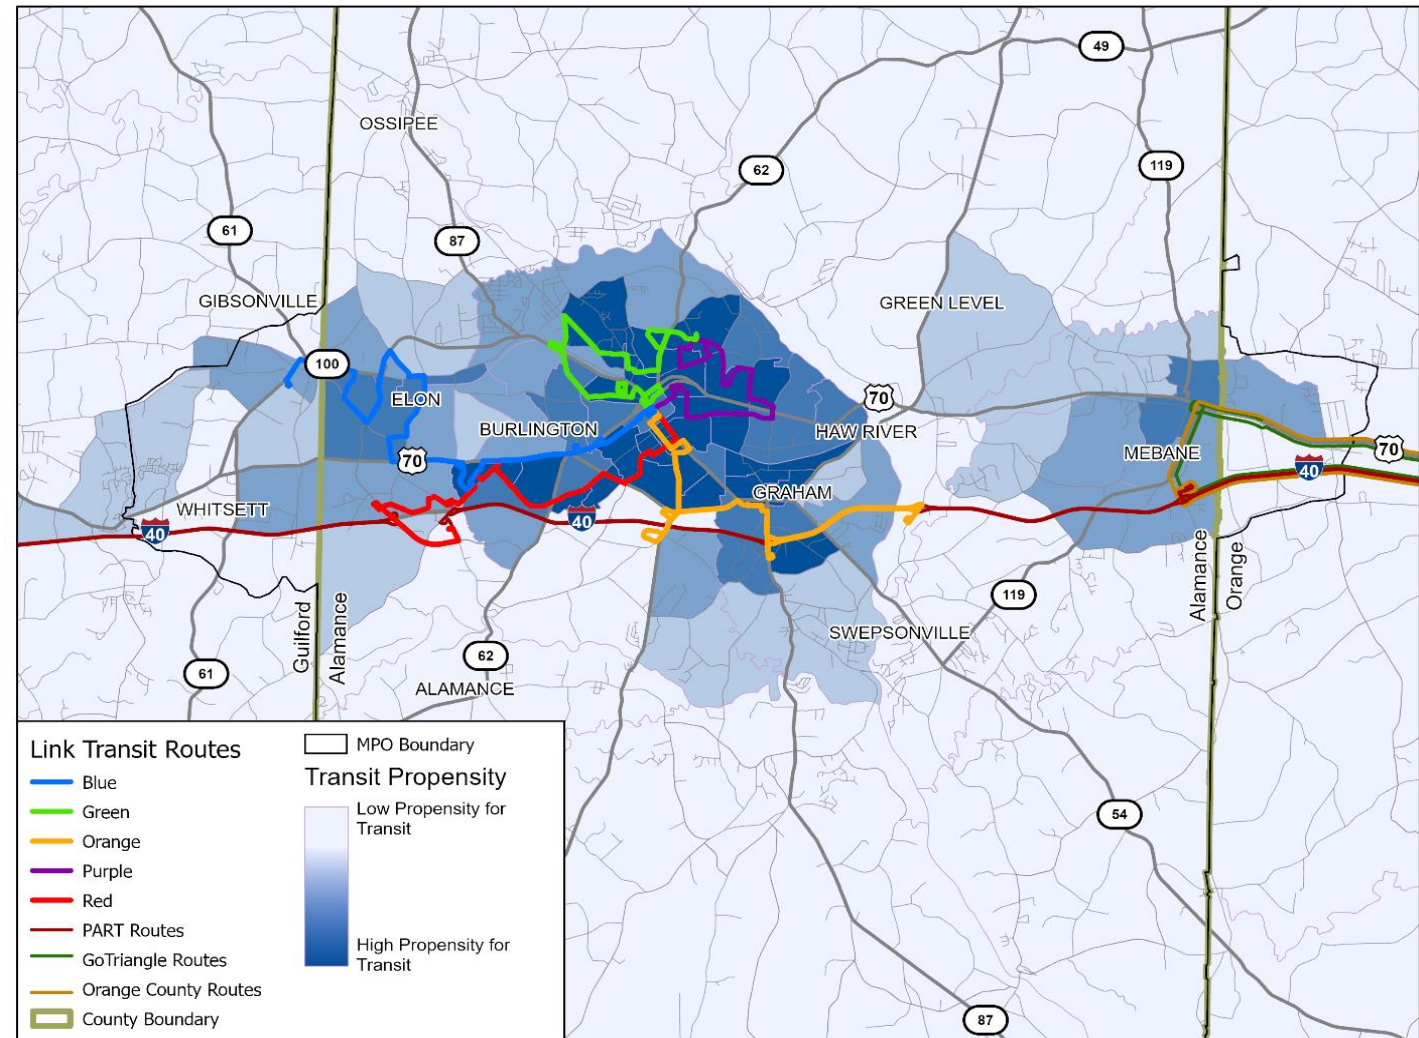 49
OSSIPEE
62
119
61
87
GIBSONVILLE
GREEN LEVEL
100
ELON
70
BURLINGTON
HAW RIVER
70
MEBANE
70
40
GRAHAM
WHITSETT
40
40
Alamance
Orange
119
Guilford
Alamance
SWEPSONVILLE
62
61
ALAMANCE
54
87
Link Transit Routes
Blue
Green
Orange
Purple
Red
PART Routes
GoTriangle Routes
Orange County Routes
County Boundary
MPO Boundary
Transit Propensity
Low Propensity for
Transit
High Propensity for
Transit